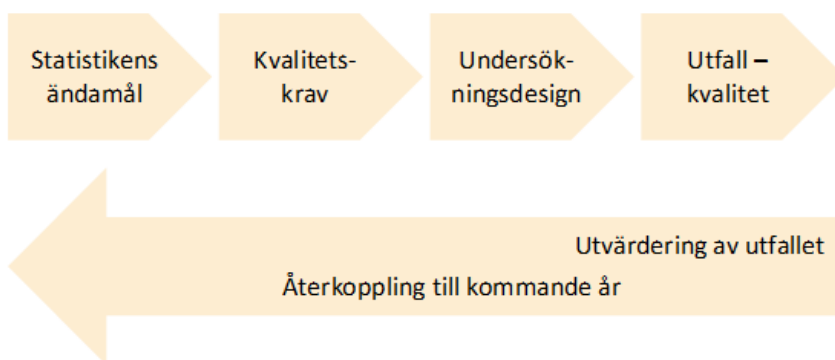 Statistikens
ändamål
Kvalitets-
krav
Undersök-
ningsdesign
Utfall –
kvalitet
Utvärdering av utfallet
Återkoppling till kommande år